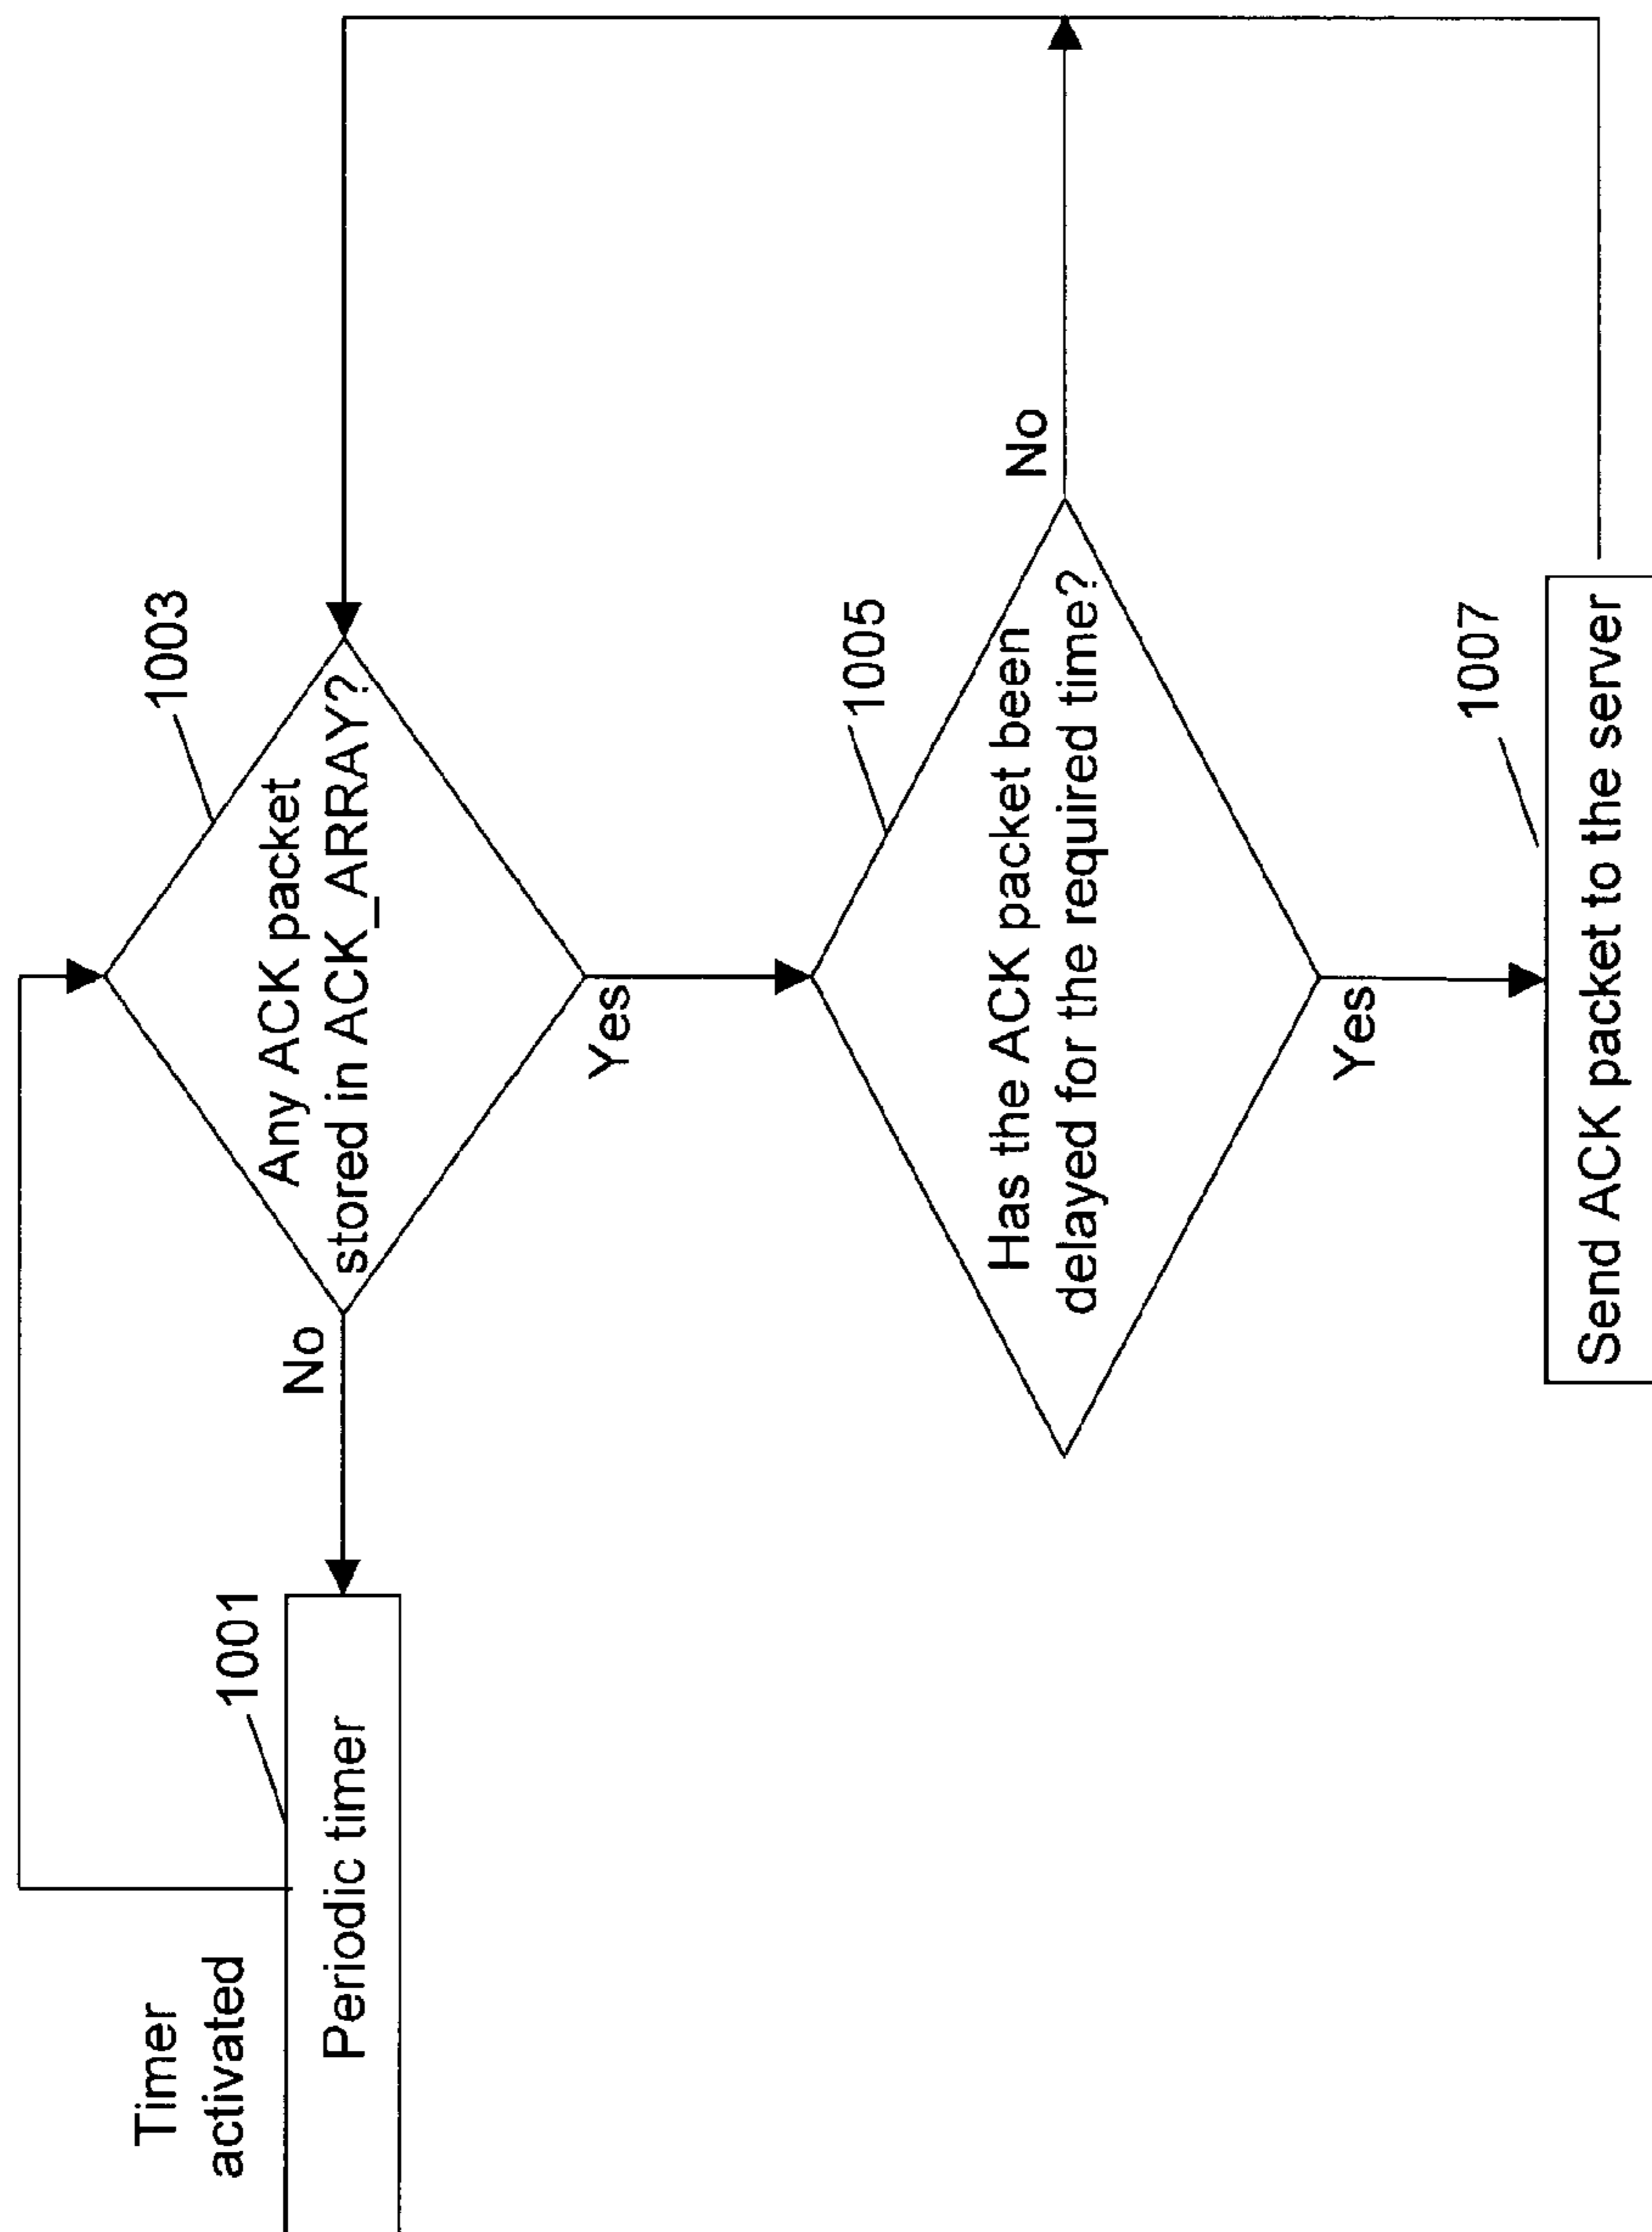 Timer
activated
1001
Periodic timer
No
1003
Any ACK packet
stored in ACK_ARRAY?
Yes
1005
Has the ACK packet been
delayed for the required time?
No
Yes
1007
Send ACK packet to the server